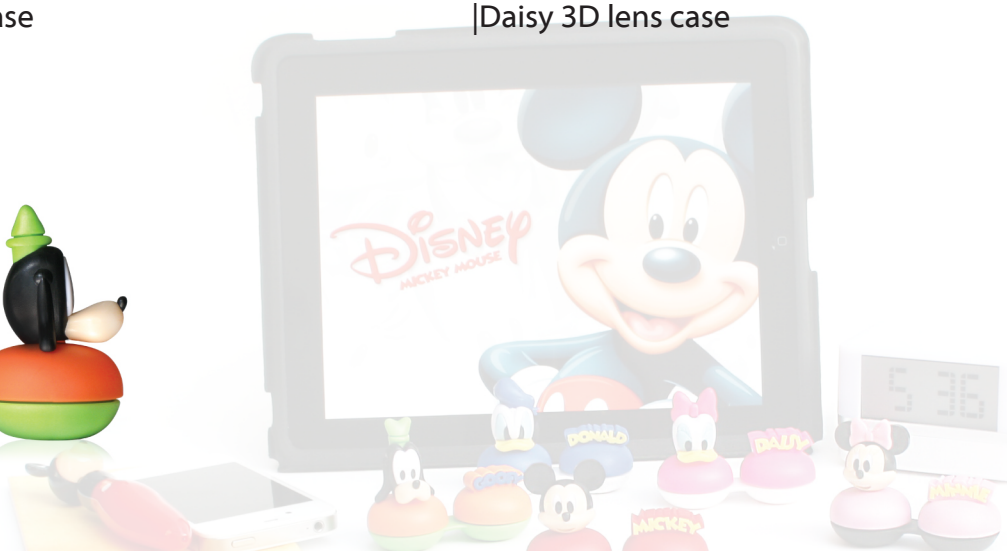 ase
|Daisy 3D lens case
DISNEY
MICKEY MOUSE
5 36
DONALD
DAISY
GOOFY
MINNIE
MICKEY